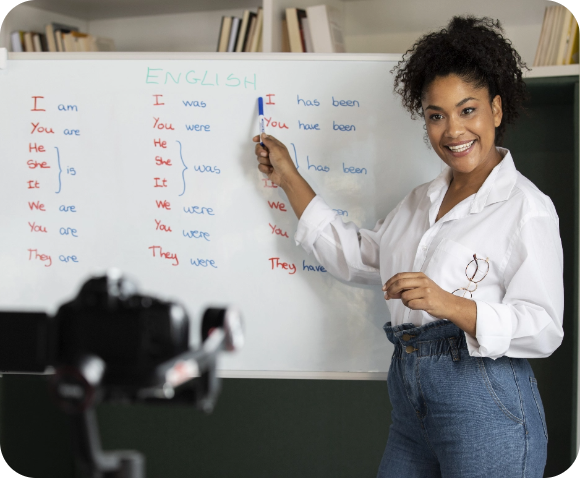 ENGLISH
I am
You are
He
She is
It
We are
You are
They are
I was
You were
He
She was
It
We were
You were
They were
I has been
You have been
has been
We
You
They have